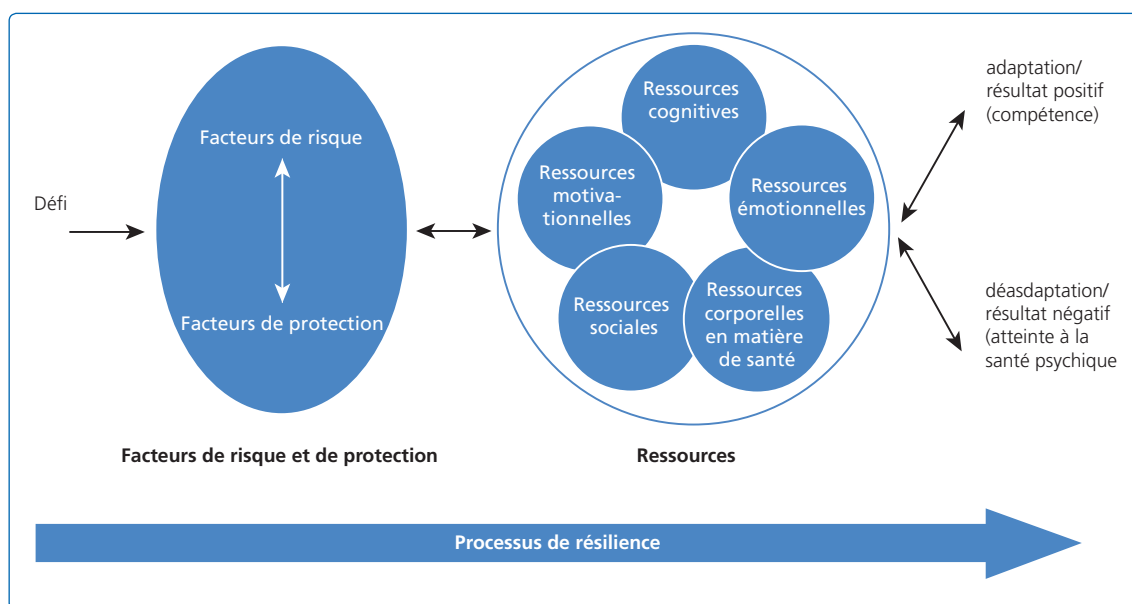 Défi
Facteurs de risque
Facteurs de protection
Facteurs de risque et de protection
Ressources
cognitives
Ressources
motiva-
tionnelles
Ressources
émotionnelles
Ressources
sociales
Ressources
corporelles
en matière
de santé
Ressources
adaptation/
résultat positif
(compétence)
déasdaptation/
résultat négatif
(atteinte à la
santé psychique
Processus de résilience